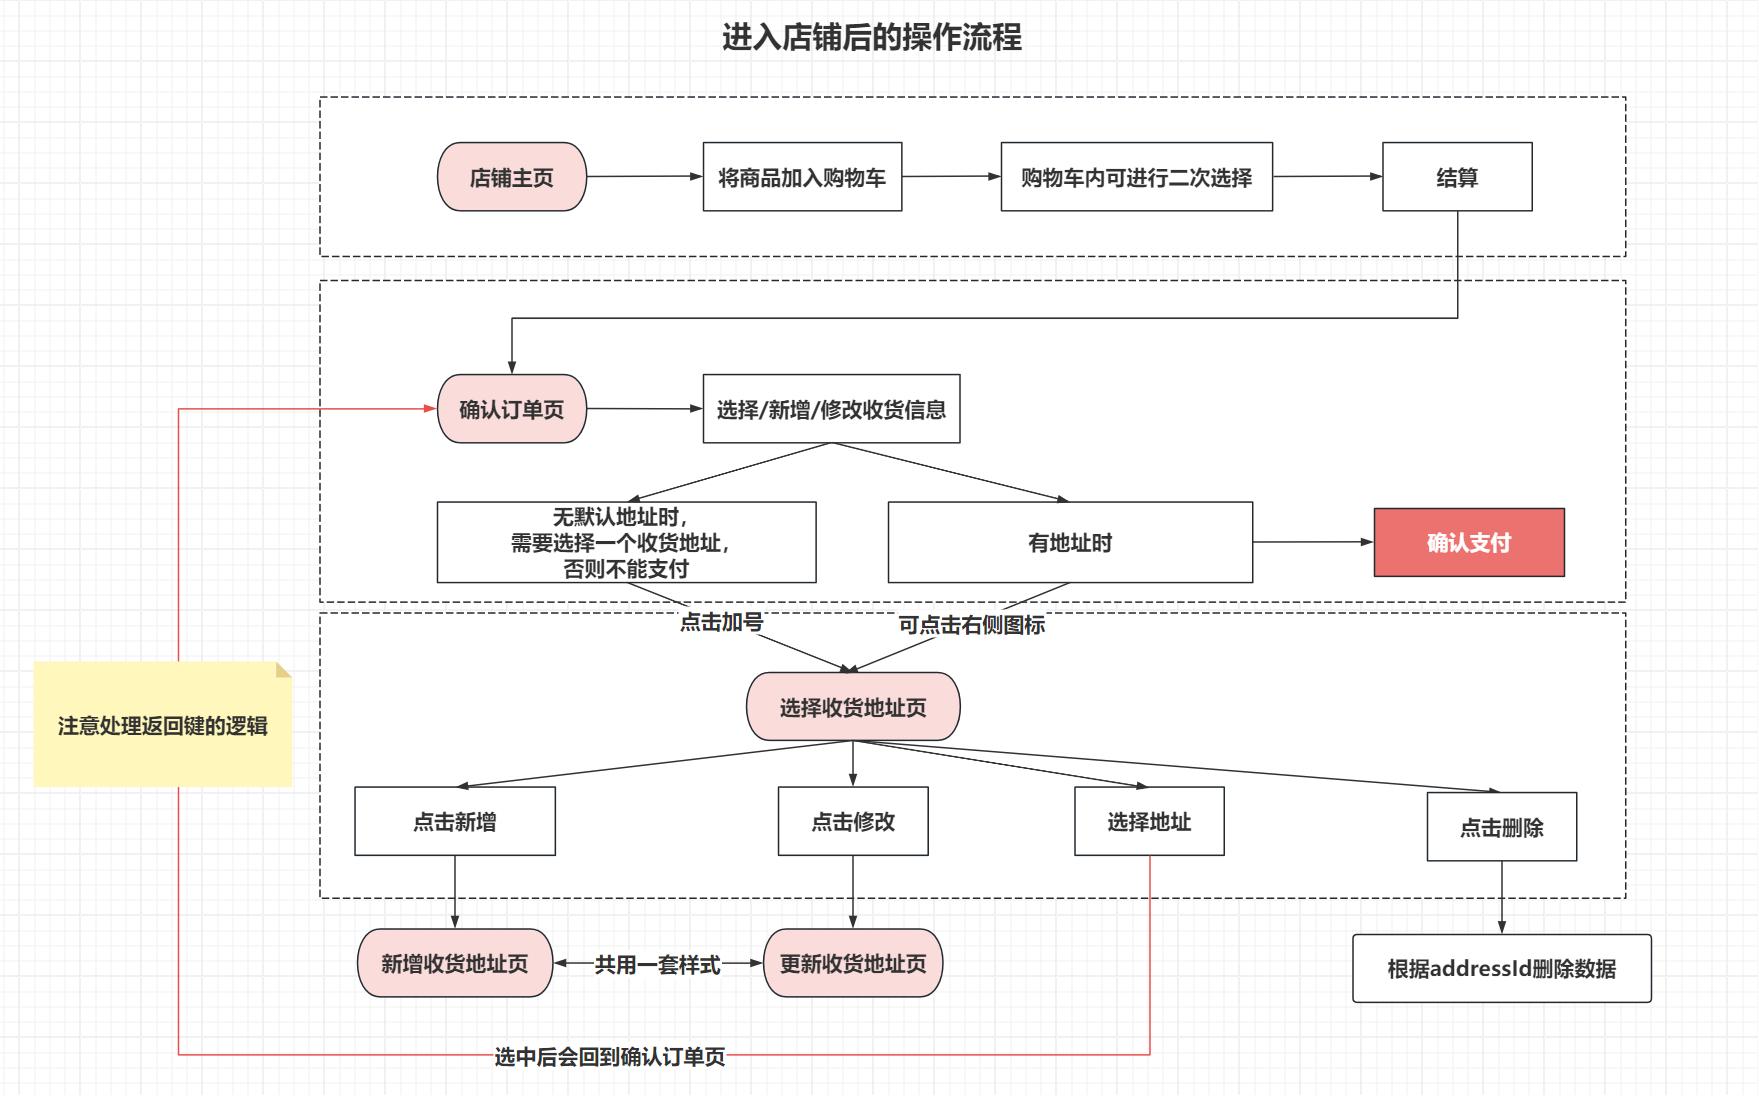 进入店铺后的操作流程
店铺主页
将商品加入购物车
购物车内可进行二次选择
结算
确认订单页
选择/新增/修改收货信息
无默认地址时，
需要选择一个收货地址，
否则不能支付
有地址时
确认支付
点击加号
可点击右侧图标
选择收货地址页
注意处理返回键的逻辑
点击新增
点击修改
选择地址
点击删除
新增收货地址页
共用一套样式
更新收货地址页
根据addressId删除数据
选中后会回到确认订单页